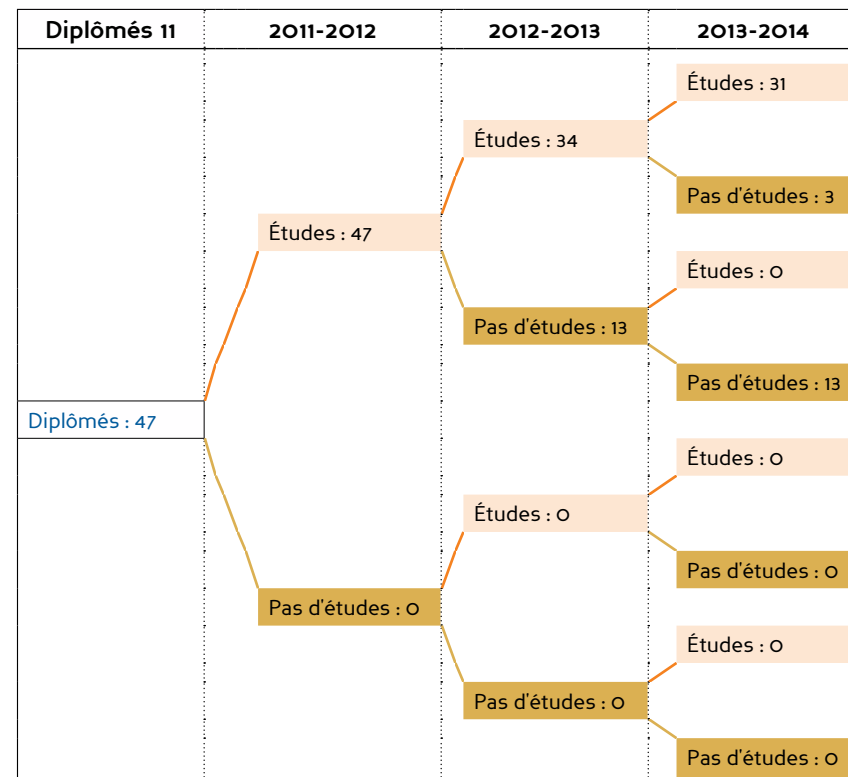 Diplômés 11 2011-2012 2012-2013 2013-2014
Études : 31
Études : 34
Pas d'études : 3
Études : 47
Études : 0
Pas d'études : 13
Pas d'études : 13
Diplômés : 47
Études : 0
Études : 0
Pas d'études : 0
Pas d'études : 0
Études : 0
Pas d'études : 0
Pas d'études : 0